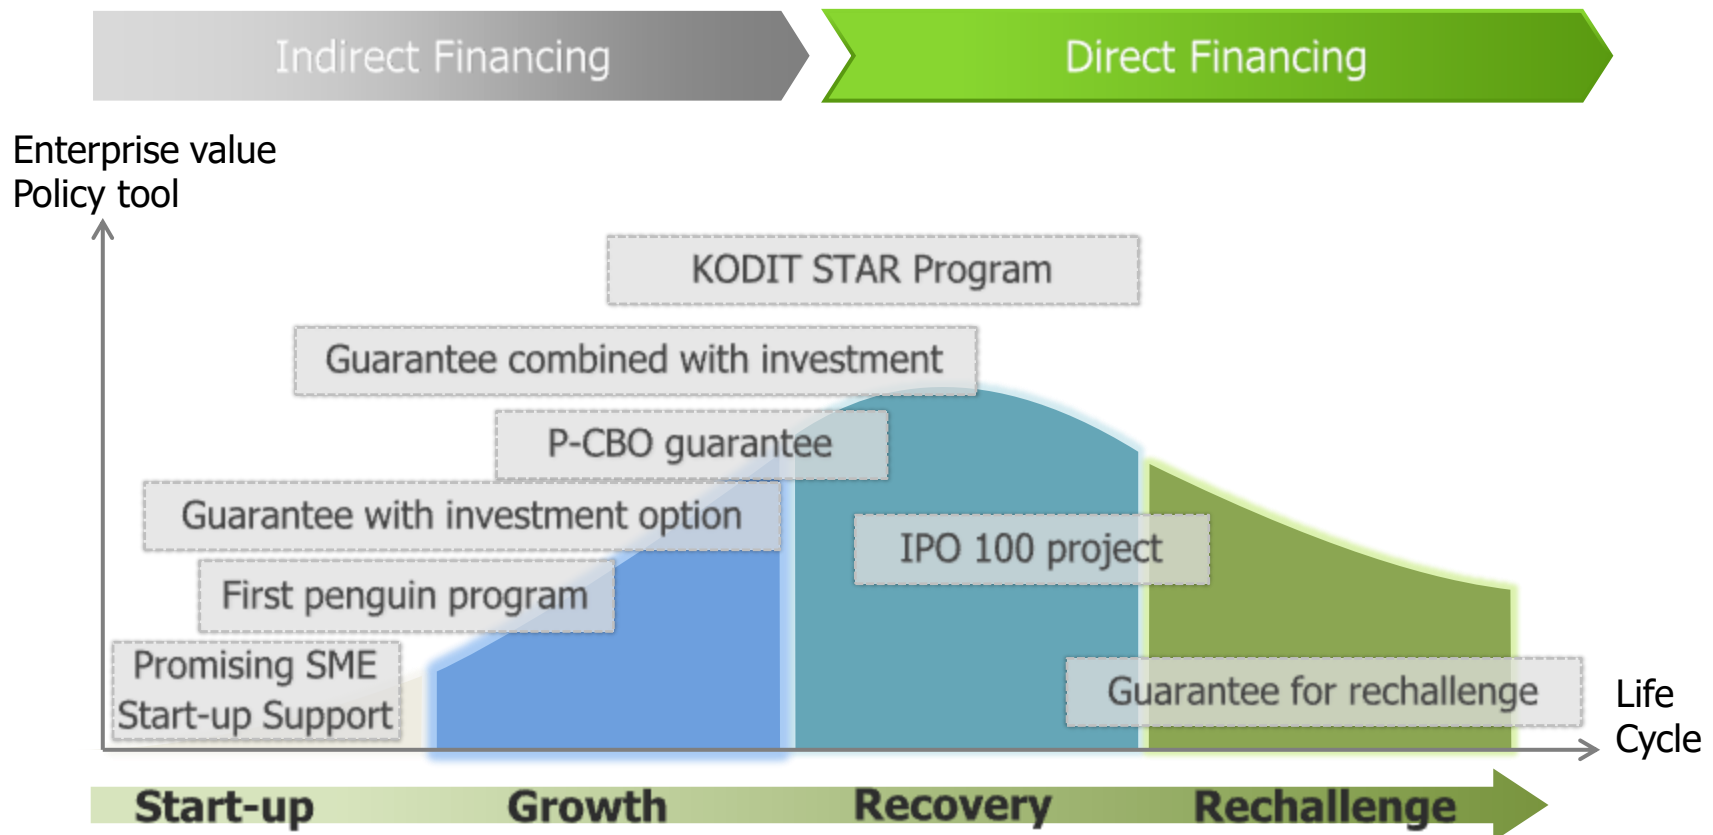 Indirect Financing
Direct Financing
Enterprise value
Policy tool
KODIT STAR Program
Guarantee combined with investment
P-CBO guarantee
Guarantee with investment option
IPO 100 project
First penguin program
Promising SME
Start-up Support
Guarantee for rechallenge
Life
Cycle
Start-up
Growth
Recovery
Rechallenge